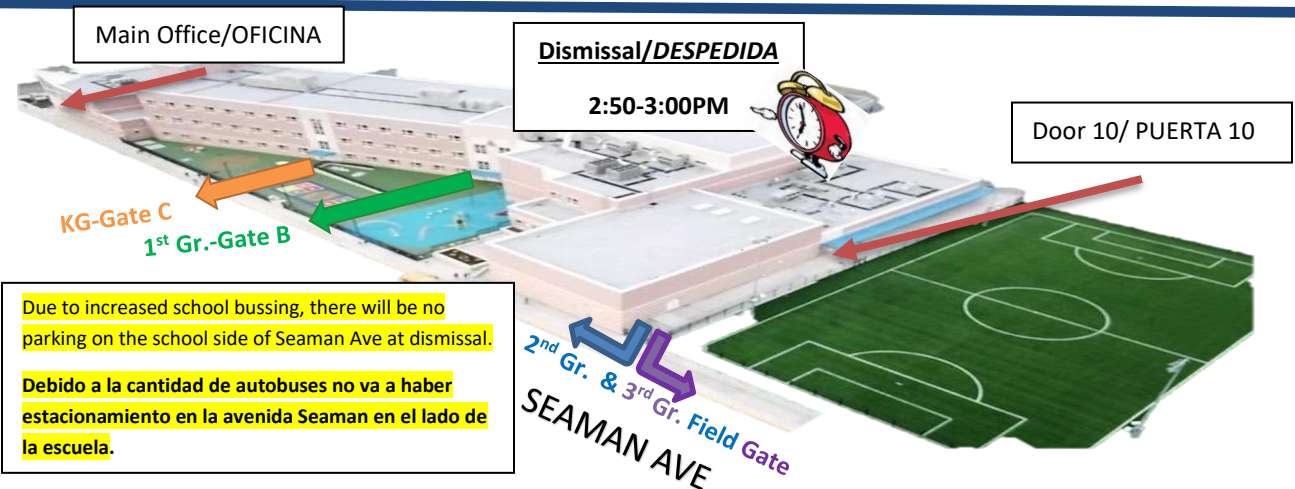 Main Office/OFICINA
Dismissal/DESPEDIDA
2:50-3:00PM
Door 10/ PUERTA 10
KG-Gate C
1st Gr.-Gate B
Due to increased school bussing, there will be no
parking on the school side of Seaman Ave at dismissal.
Debido a la cantidad de autobuses no va a haber
estacionamiento en la avenida Seaman en el lado de
la escuela.
2nd Gr. & 3rd Gr. Field Gate
SEAMAN AVE